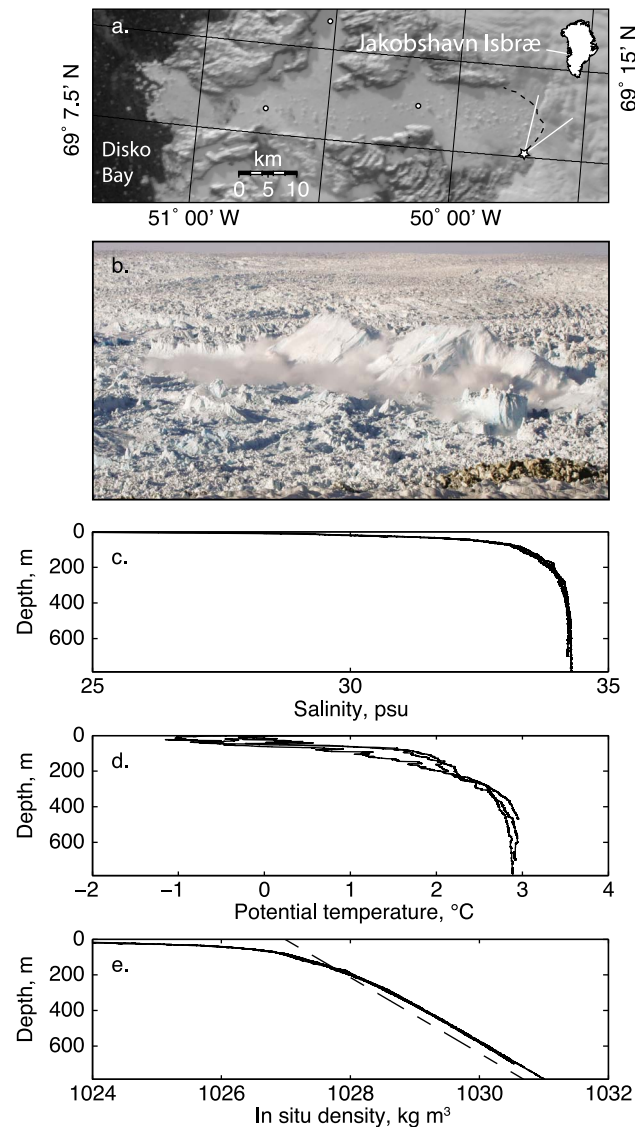 a.
Jakobshavn Isbræ
69° 7.5' N
69° 15' N
Disko
Bay
km
0 5 10
51° 00' W
50° 00' W
b.
0
200
400
600
Depth, m
c.
25
30
35
Salinity, psu
0
200
400
600
Depth, m
d.
−2
−1
0
1
2
3
4
Potential temperature, °C
0
200
400
600
Depth, m
e.
1024
1026
1028
1030
1032
In situ density, kg m³